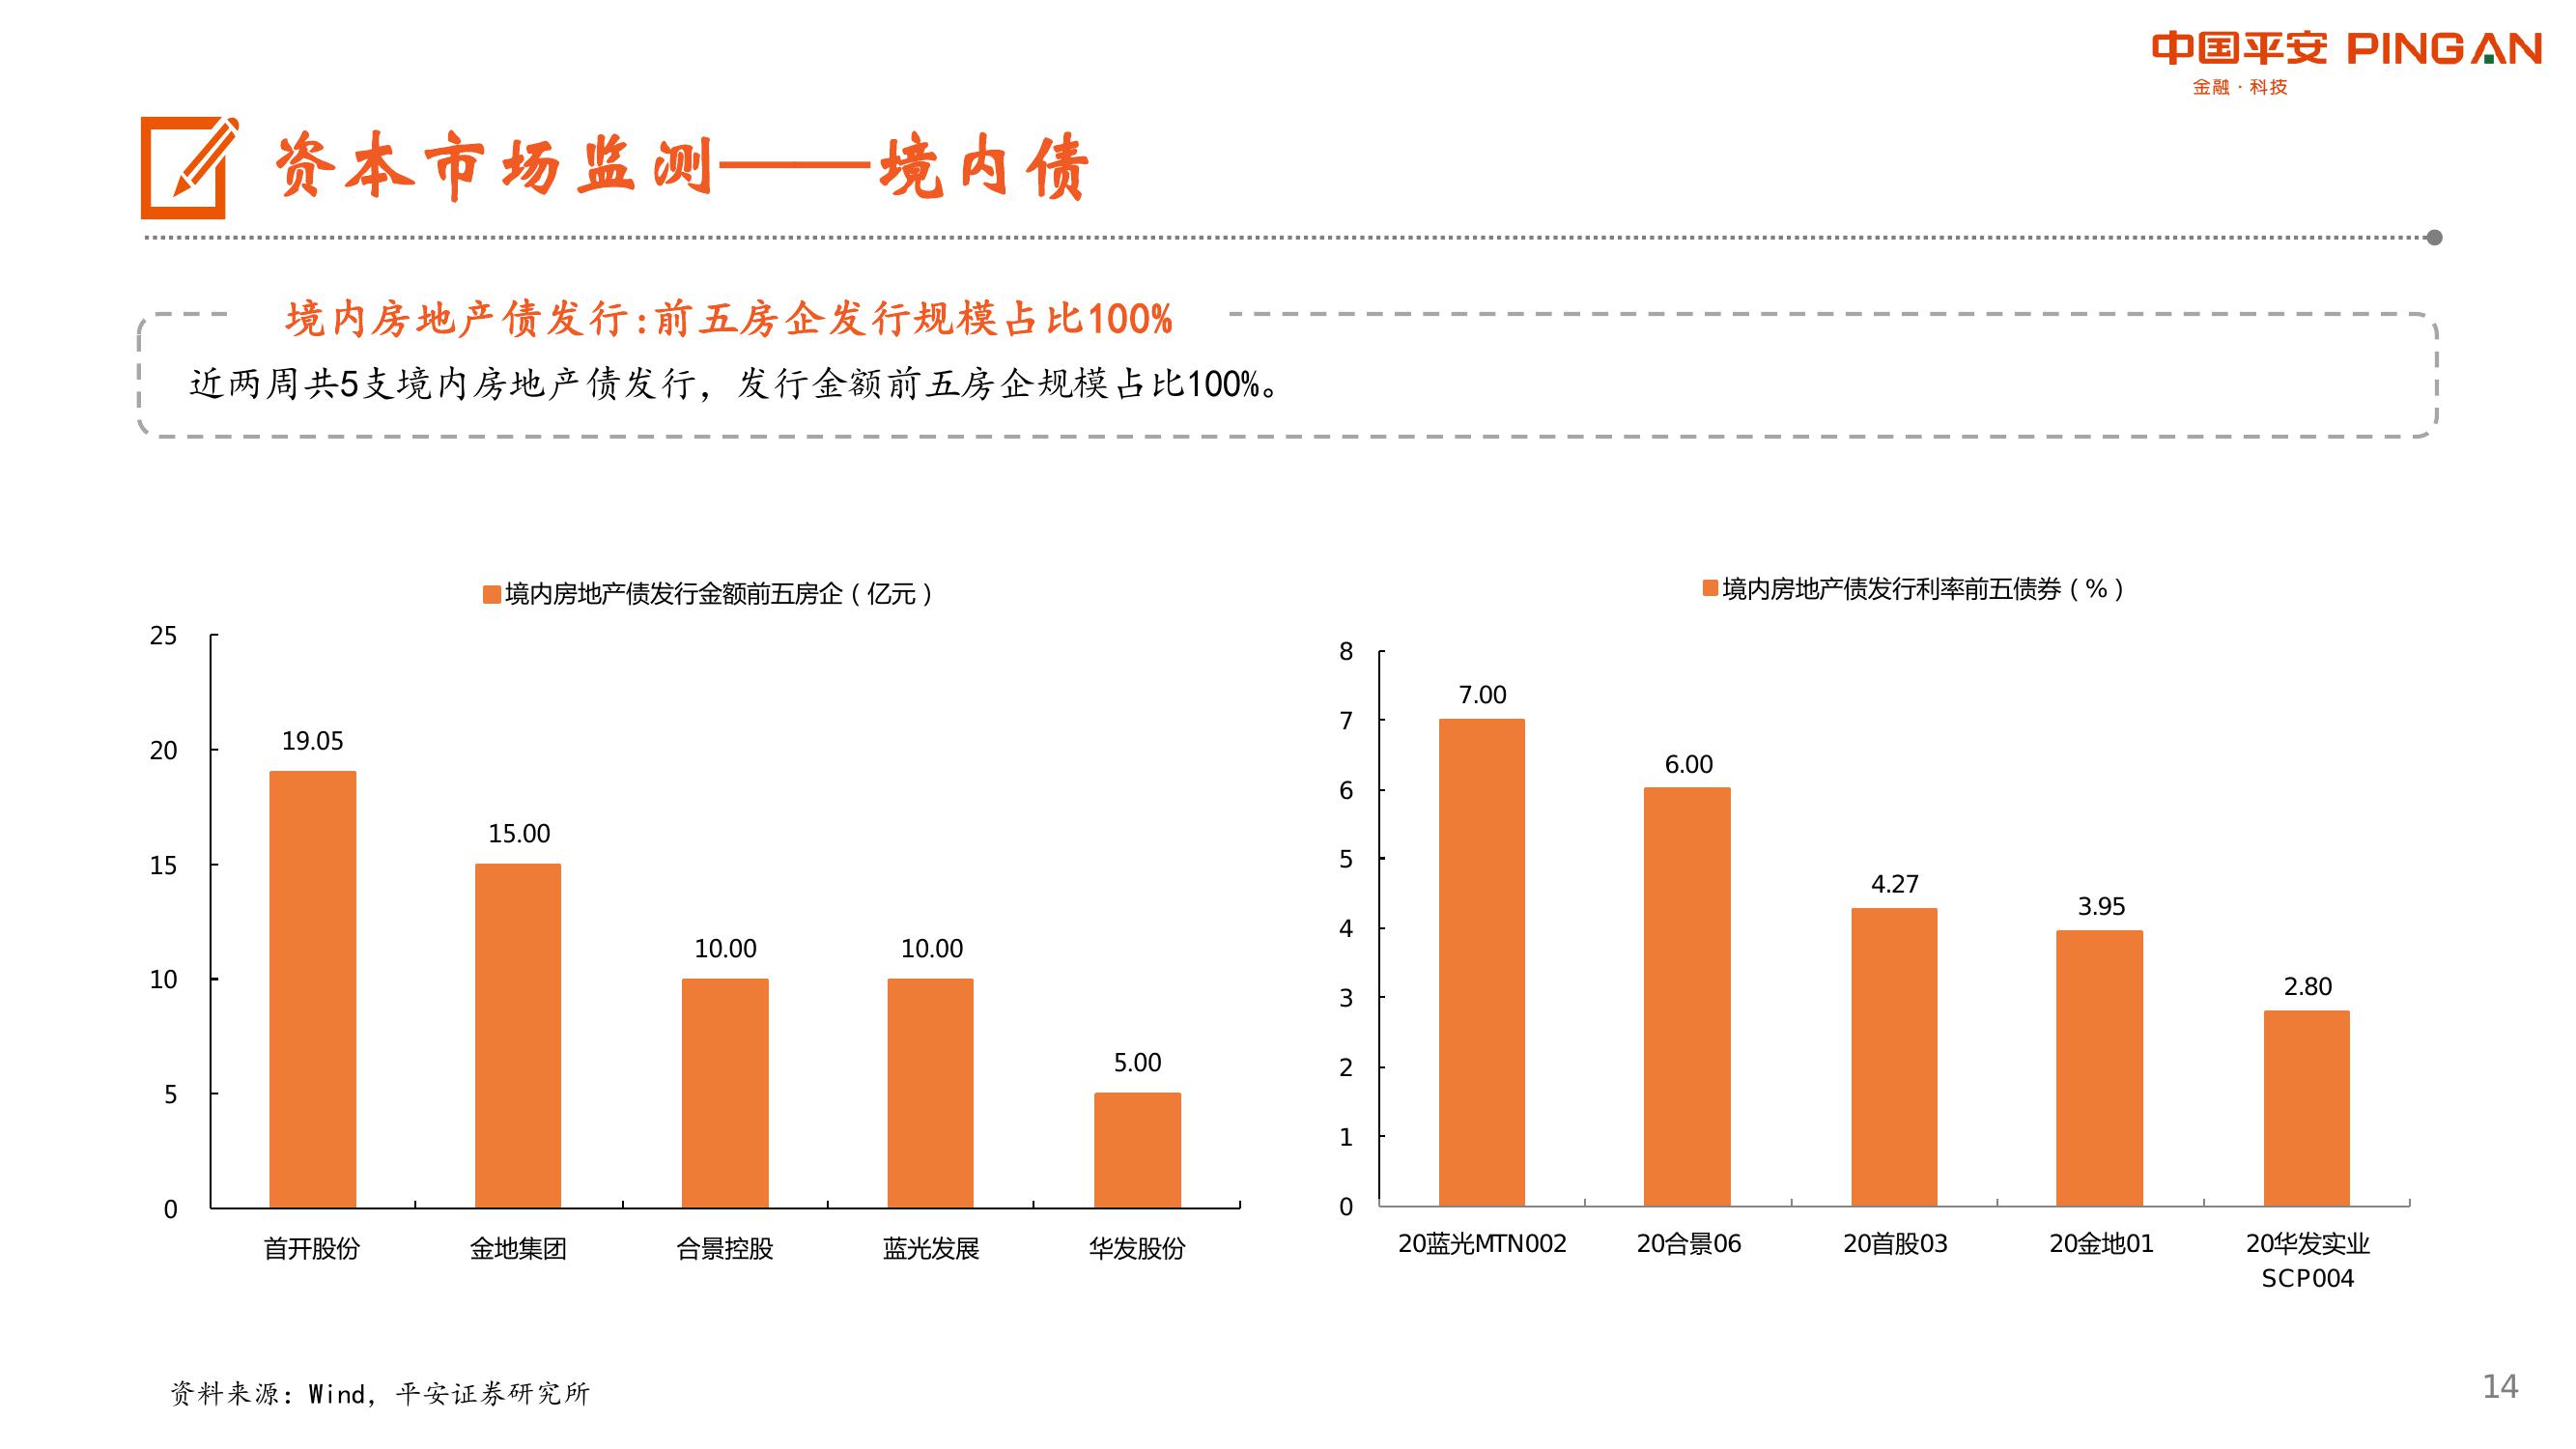 中国平安 PINGAN
金融·科技
资本市场监测——境内债
境内房地产债发行:前五房企发行规模占比100%
近两周共5支境内房地产债发行，发行金额前五房企规模占比100%。
境内房地产债发行金额前五房企（亿元）
25
20
15
10
5
0
19.05
15.00
10.00
10.00
5.00
首开股份
金地集团
合景控股
蓝光发展
华发股份
境内房地产债发行利率前五债券（%）
8
7
6
5
4
3
2
1
0
7.00
6.00
4.27
3.95
2.80
20蓝光MTN002
20合景06
20首股03
20金地01
20华发实业
SCP004
资料来源：Wind，平安证券研究所
14